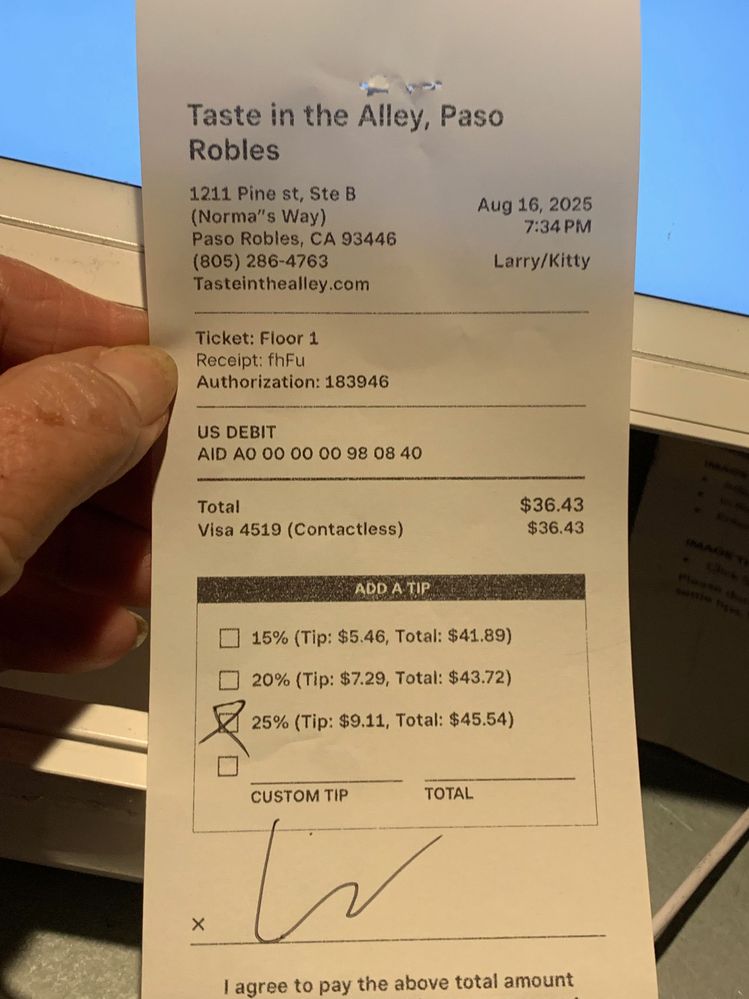 Taste in the Alley, Paso
Robles
1211 Pine st, Ste B
(Norma"s Way)
Paso Robles, CA 93446
(805) 286-4763
Tasteinthealley.com
Aug 16, 2025
7:34 PM
Larry/Kitty
Ticket: Floor 1
Receipt: fhFu
Authorization: 183946
US DEBIT
AID A0 00 00 00 98 08 40
Total $36.43
Visa 4519 (Contactless) $36.43
ADD A TIP
15% (Tip: $5.46, Total: $41.89)
20% (Tip: $7.29, Total: $43.72)
25% (Tip: $9.11, Total: $45.54)
CUSTOM TIP TOTAL
×
I agree to pay the above total amount